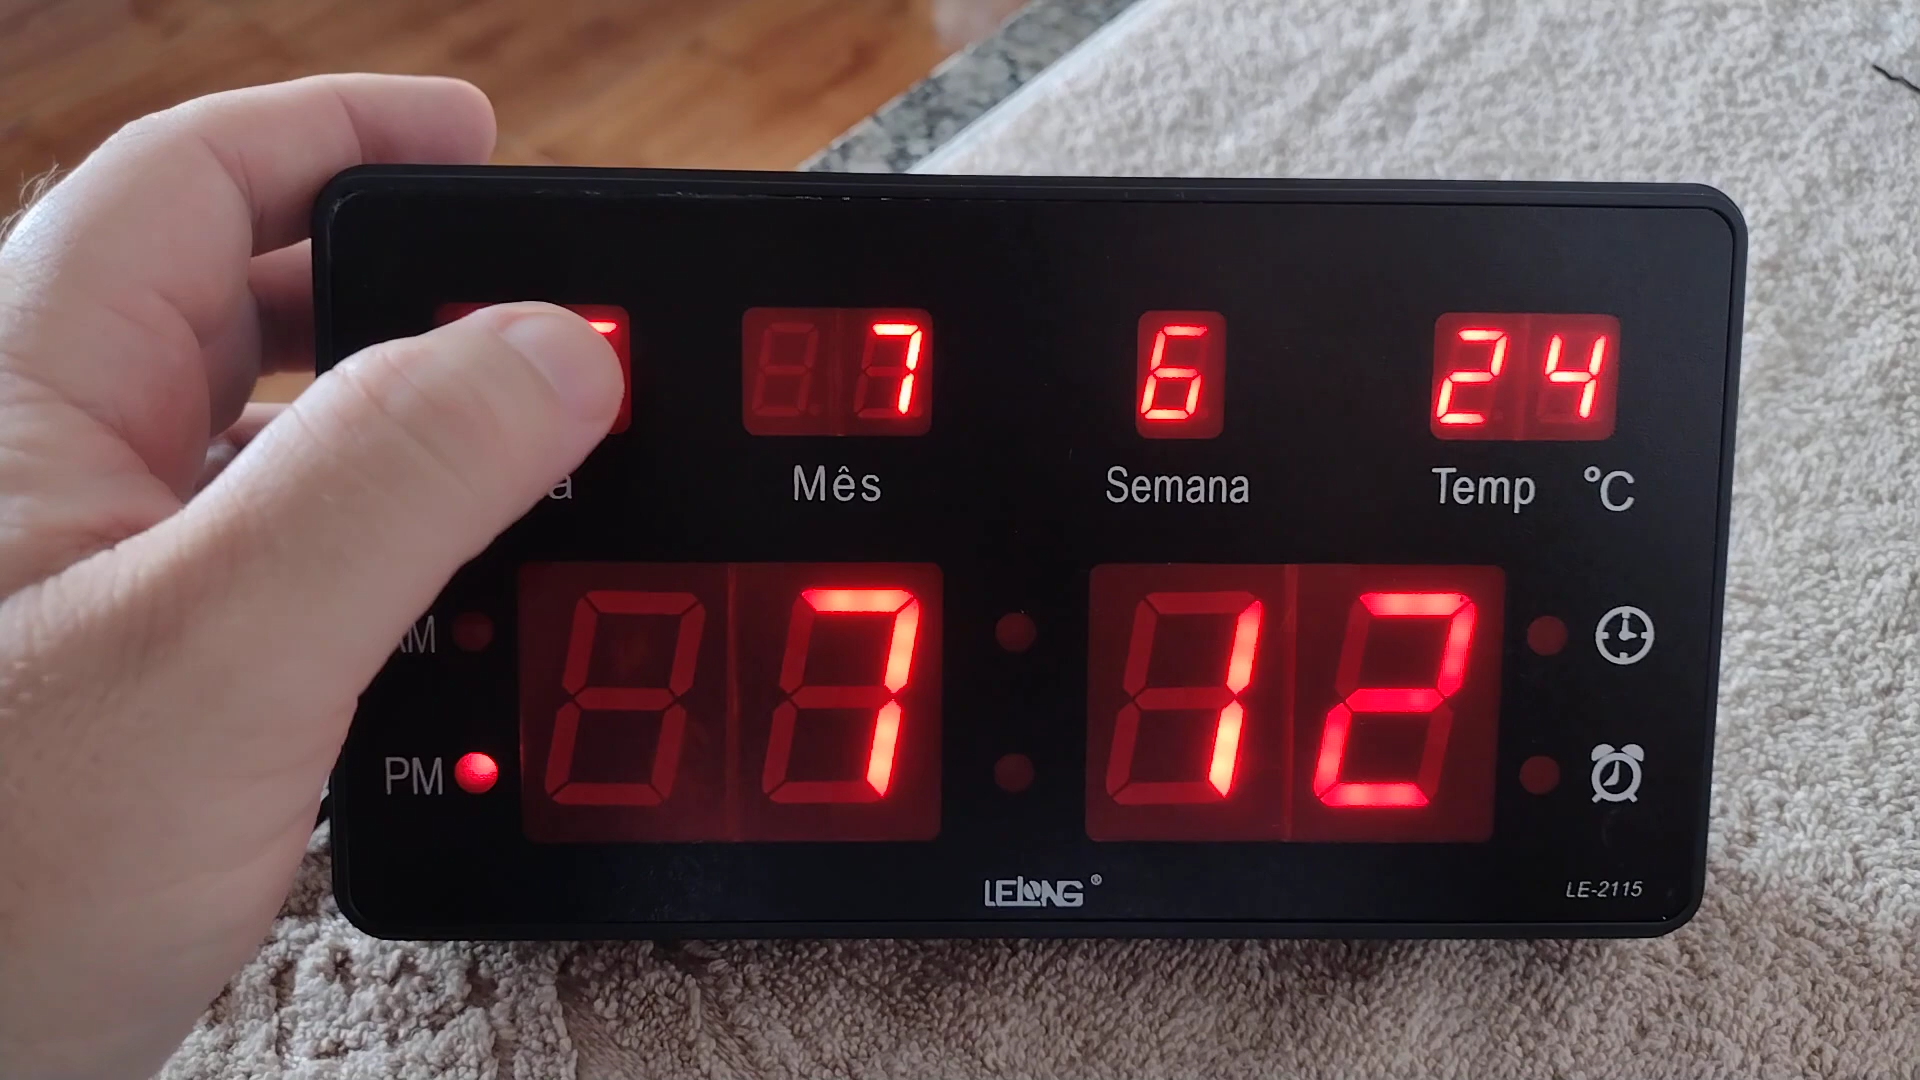 7 6 24
Mês Semana Temp °C
7 12
PM
LELONG®
LE-2115